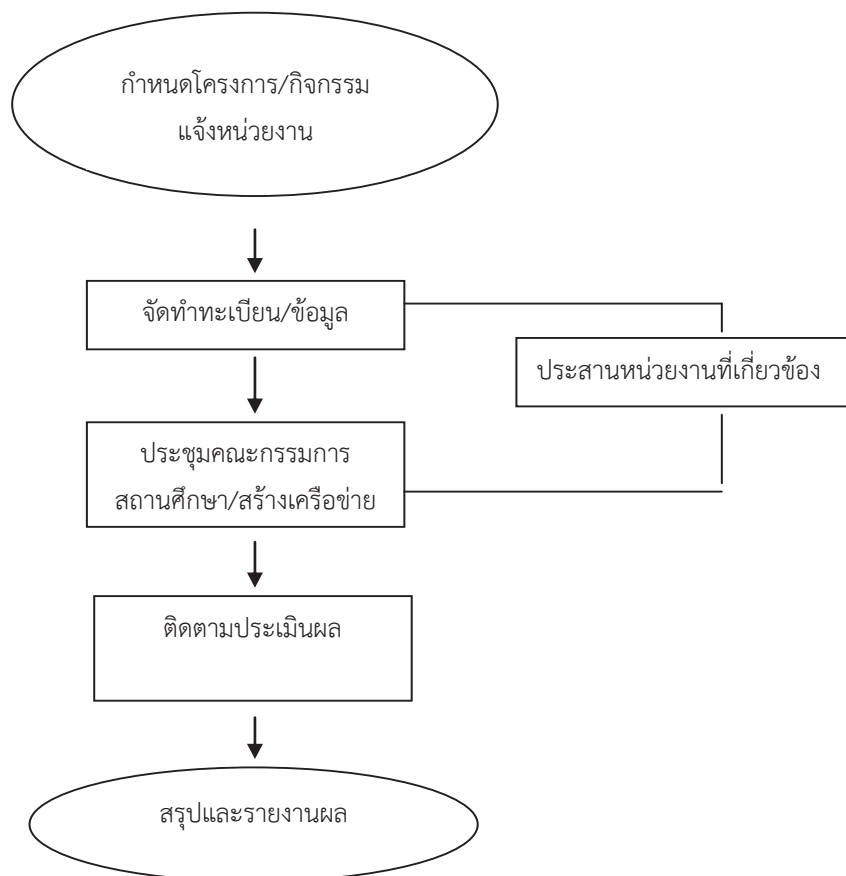 กำหนดโครงการ/กิจกรรม
แจ้งหน่วยงาน
จัดทำทะเบียน/ข้อมูล
ประสานหน่วยงานที่เกี่ยวข้อง
ประชุมคณะกรรมการ
สถานศึกษา/สร้างเครือข่าย
ติดตามประเมินผล
สรุปและรายงานผล